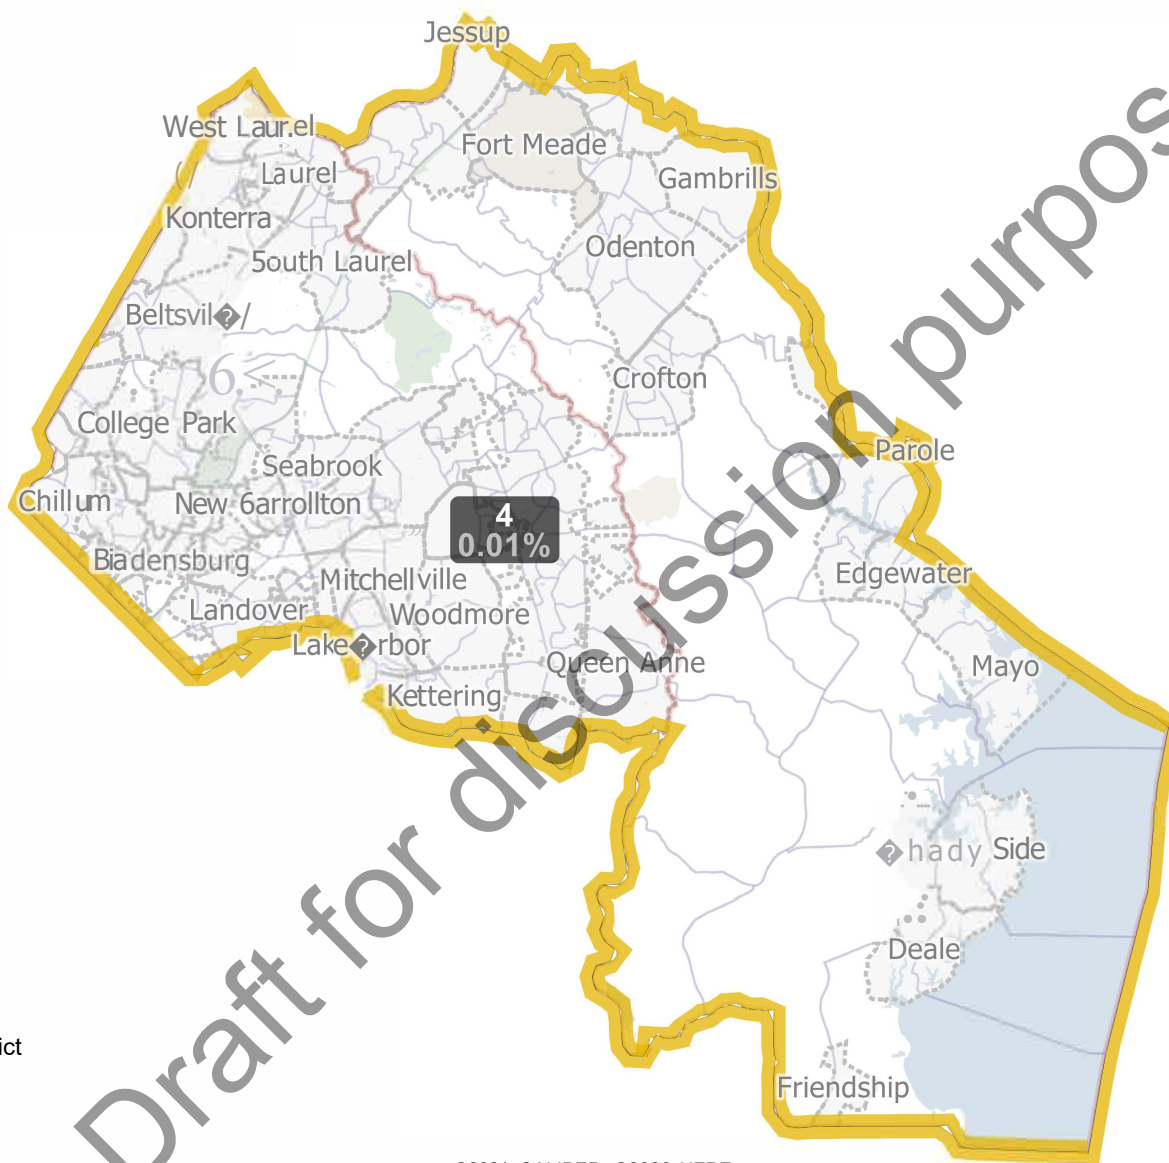 Jessup
West Laur.el
Fort Meade
Laurel
Gambrills
Konterra
Odenton
5outh Laurel
Beltsvil�/
6
Crofton
College Park
Parole
Seabrook
Chillum
New 6arrollton
4
0.01%
Biadensburg
Mitchellville
Edgewater
Landover
Woodmore
Lake�rbor
Queen Anne
Mayo
Kettering
�hady Side
Deale
ict
Friendship
Draft for discussion purpos